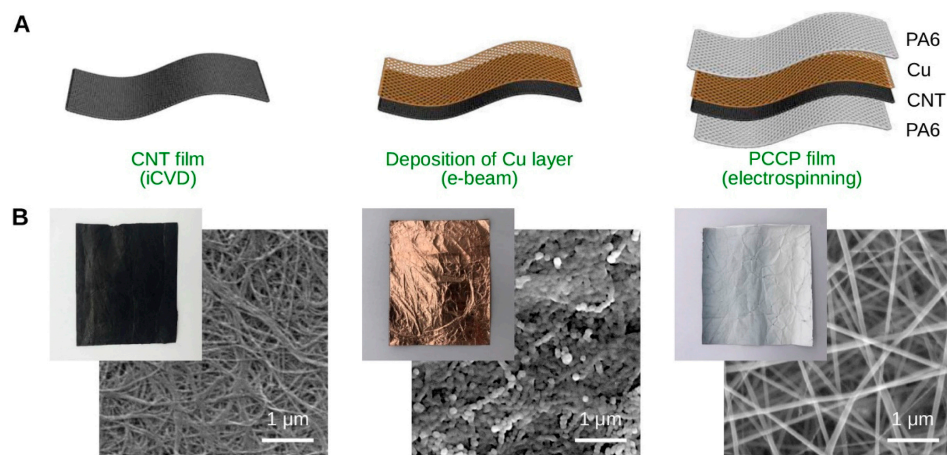 A
PA6
Cu
CNT
PA6
CNT film
(iCVD)
Deposition of Cu layer
(e-beam)
PCCP film
(electrospinning)
B
1 μm
1 μm
1 μm